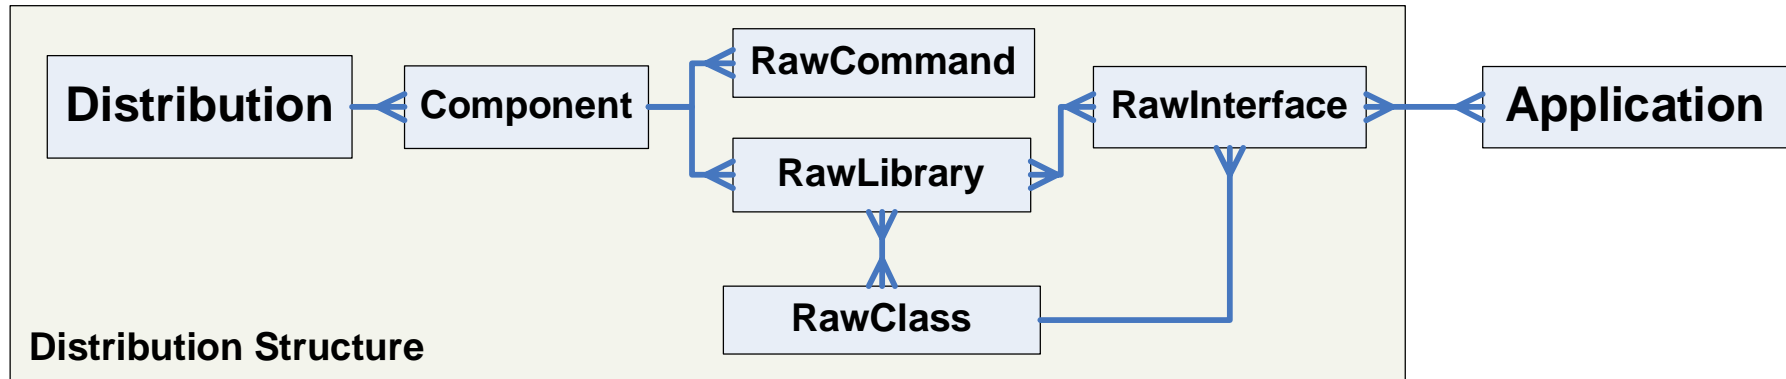 Distribution
Component
RawCommand
RawLibrary
RawClass
RawInterface
Application
Distribution Structure